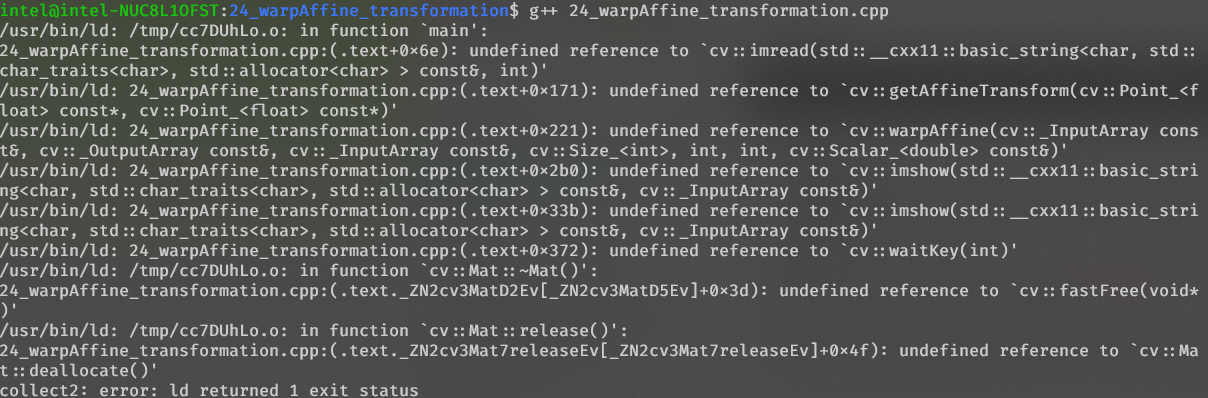 intel@intel-NUC8L1OFST:24_warpAffine_transformation$ g++ 24_warpAffine_transformation.cpp
/usr/bin/ld: /tmp/cc7DUhLo.o: in function `main':
24_warpAffine_transformation.cpp:(.text+0×6e): undefined reference to `cv::imread(std::__cxx11::basic_string<char, std::
char_traits<char>, std::allocator<char> > const&, int)'
/usr/bin/ld: 24_warpAffine_transformation.cpp:(.text+0×171): undefined reference to `cv::getAffineTransform(cv::Point_<f
loat> const*, cv::Point_<float> const*)'
/usr/bin/ld: 24_warpAffine_transformation.cpp:(.text+0×221): undefined reference to `cv::warpAffine(cv::_InputArray cons
t&, cv::_OutputArray const&, cv::_InputArray const&, cv::Size_<int>, int, int, cv::Scalar_<double> const&)'
/usr/bin/ld: 24_warpAffine_transformation.cpp:(.text+0×2b0): undefined reference to `cv::imshow(std::__cxx11::basic_stri
ng<char, std::char_traits<char>, std::allocator<char> > const&, cv::_InputArray const&)'
/usr/bin/ld: 24_warpAffine_transformation.cpp:(.text+0×33b): undefined reference to `cv::imshow(std::__cxx11::basic_stri
ng<char, std::char_traits<char>, std::allocator<char> > const&, cv::_InputArray const&)'
/usr/bin/ld: 24_warpAffine_transformation.cpp:(.text+0×372): undefined reference to `cv::waitKey(int)'
/usr/bin/ld: /tmp/cc7DUhLo.o: in function `cv::Mat::~Mat()':
24_warpAffine_transformation.cpp:(.text._ZN2cv3MatD2Ev[_ZN2cv3MatD5Ev]+0×3d): undefined reference to `cv::fastFree(void*
)'
/usr/bin/ld: /tmp/cc7DUhLo.o: in function `cv::Mat::release()':
24_warpAffine_transformation.cpp:(.text._ZN2cv3Mat7releaseEv[_ZN2cv3Mat7releaseEv]+0×4f): undefined reference to `cv::Ma
t::deallocate()'
collect2: error: ld returned 1 exit status